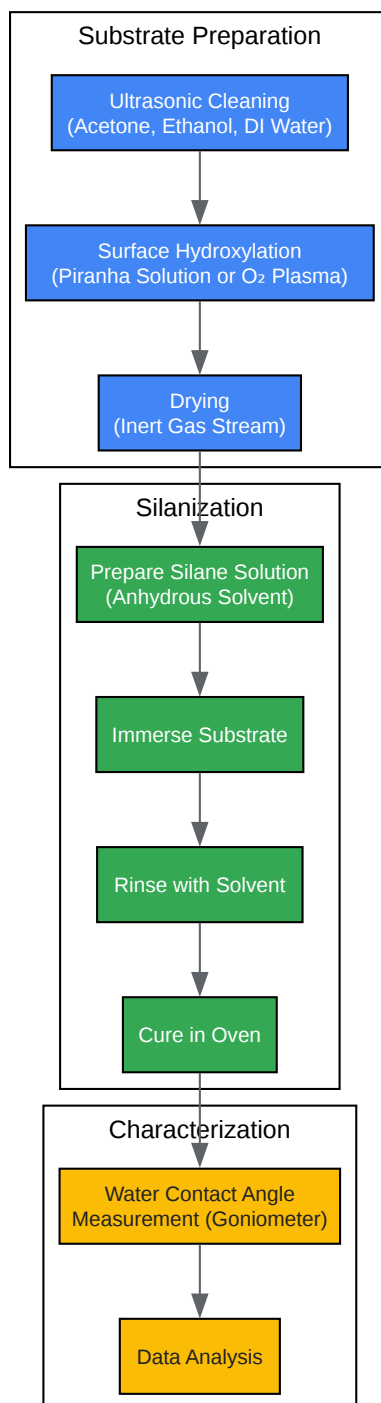 Substrate Preparation
Ultrasonic Cleaning
(Acetone, Ethanol, DI Water)
Surface Hydroxylation
(Piranha Solution or O₂ Plasma)
Drying
(Inert Gas Stream)
Silanization
Prepare Silane Solution
(Anhydrous Solvent)
Immerse Substrate
Rinse with Solvent
Cure in Oven
Characterization
Water Contact Angle
Measurement (Goniometer)
Data Analysis